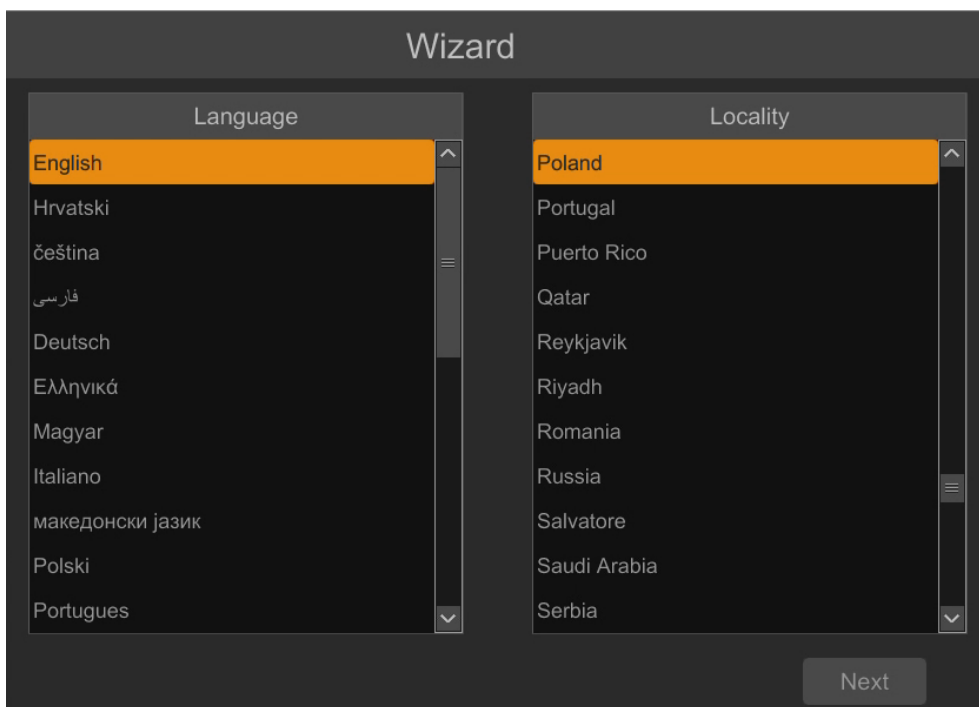 Wizard
Language
English
Hrvatski
čeština
فارسی
Deutsch
Ελληνικά
Magyar
Italiano
македонски јазик
Polski
Portugues
Locality
Poland
Portugal
Puerto Rico
Qatar
Reykjavik
Riyadh
Romania
Russia
Salvatore
Saudi Arabia
Serbia
Next